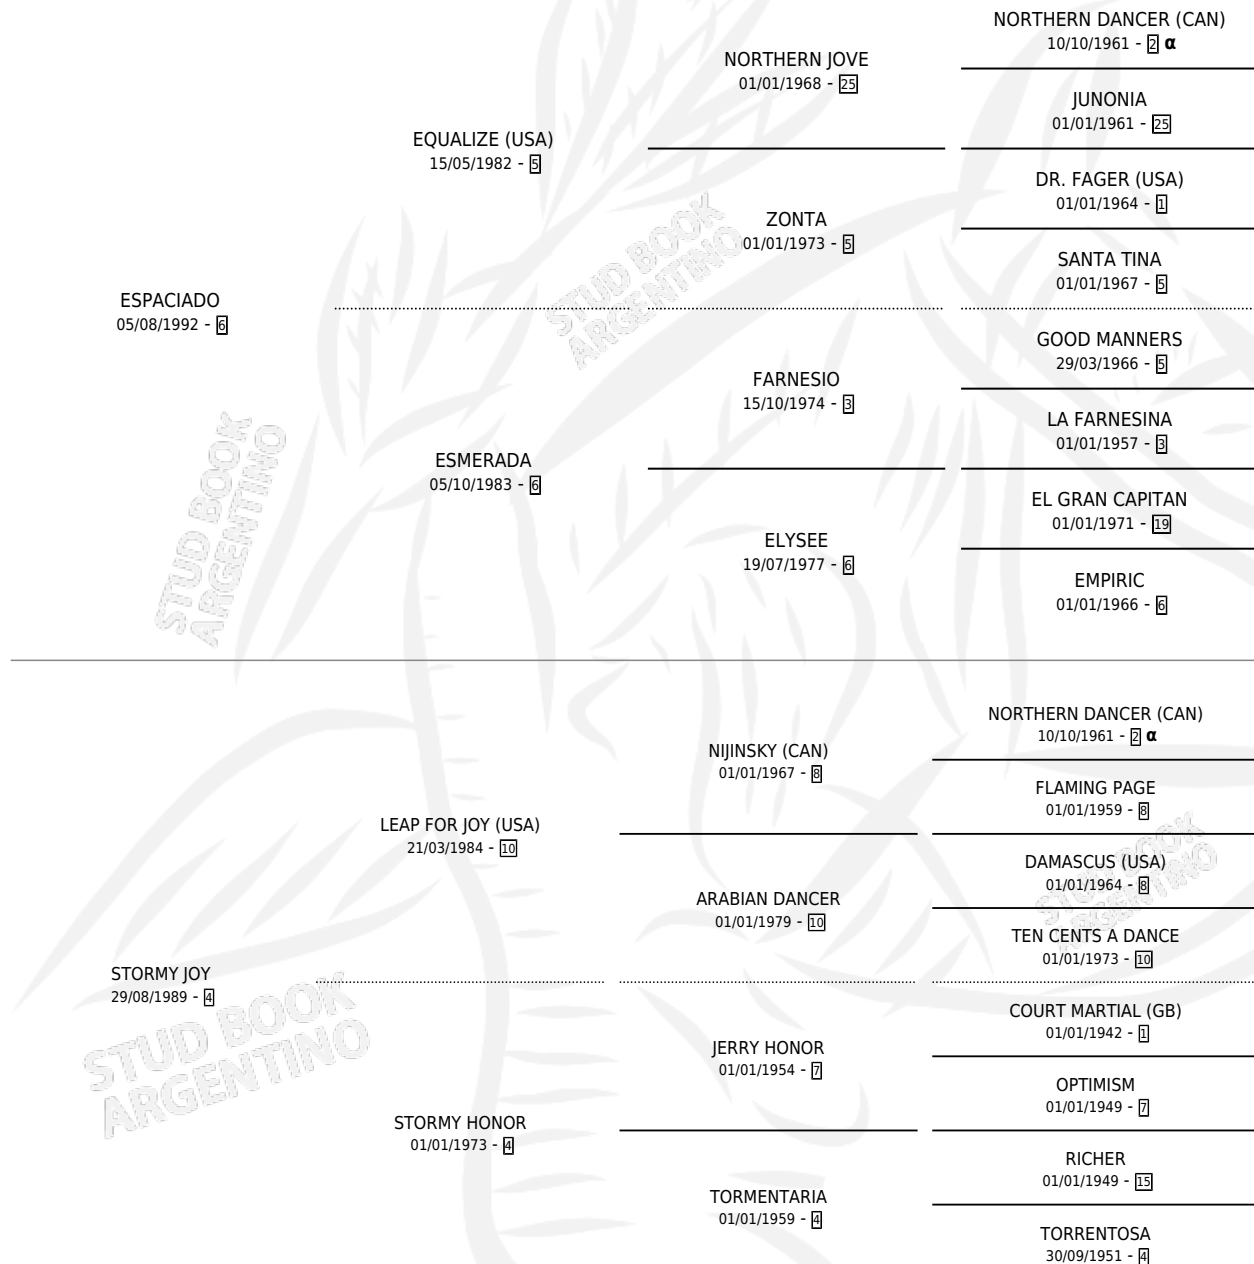 NORTHERN DANCER (CAN)
10/10/1961 - 2 α
NORTHERN JOVE
01/01/1968 - 25
JUNONIA
01/01/1961 - 25
EQUALIZE (USA)
15/05/1982 - 5
DR. FAGER (USA)
01/01/1964 - 1
ZONTA
01/01/1973 - 5
SANTA TINA
01/01/1967 - 5
STUD BOOK
ARGENTINO
ESPACIADO
05/08/1992 - 6
GOOD MANNERS
29/03/1966 - 5
FARNESIO
15/10/1974 - 3
LA FARNESINA
01/01/1957 - 3
ESMERADA
05/10/1983 - 6
EL GRAN CAPITAN
01/01/1971 - 19
ELYSEE
19/07/1977 - 6
EMPIRIC
01/01/1966 - 6
STUD BOOK
ARGENTINO
NORTHERN DANCER (CAN)
10/10/1961 - 2 α
NIJINSKY (CAN)
01/01/1967 - 8
FLAMING PAGE
01/01/1959 - 8
LEAP FOR JOY (USA)
21/03/1984 - 10
DAMASCUS (USA)
01/01/1964 - 8
STUD BOOK
ARGENTINO
ARABIAN DANCER
01/01/1979 - 10
TEN CENTS A DANCE
01/01/1973 - 10
STORMY JOY
29/08/1989 - 4
COURT MARTIAL (GB)
01/01/1942 - 1
STUD BOOK
ARGENTINO
JERRY HONOR
01/01/1954 - 7
OPTIMISM
01/01/1949 - 7
STORMY HONOR
01/01/1973 - 4
RICHER
01/01/1949 - 15
TORMENTARIA
01/01/1959 - 4
TORRENTOSA
30/09/1951 - 4